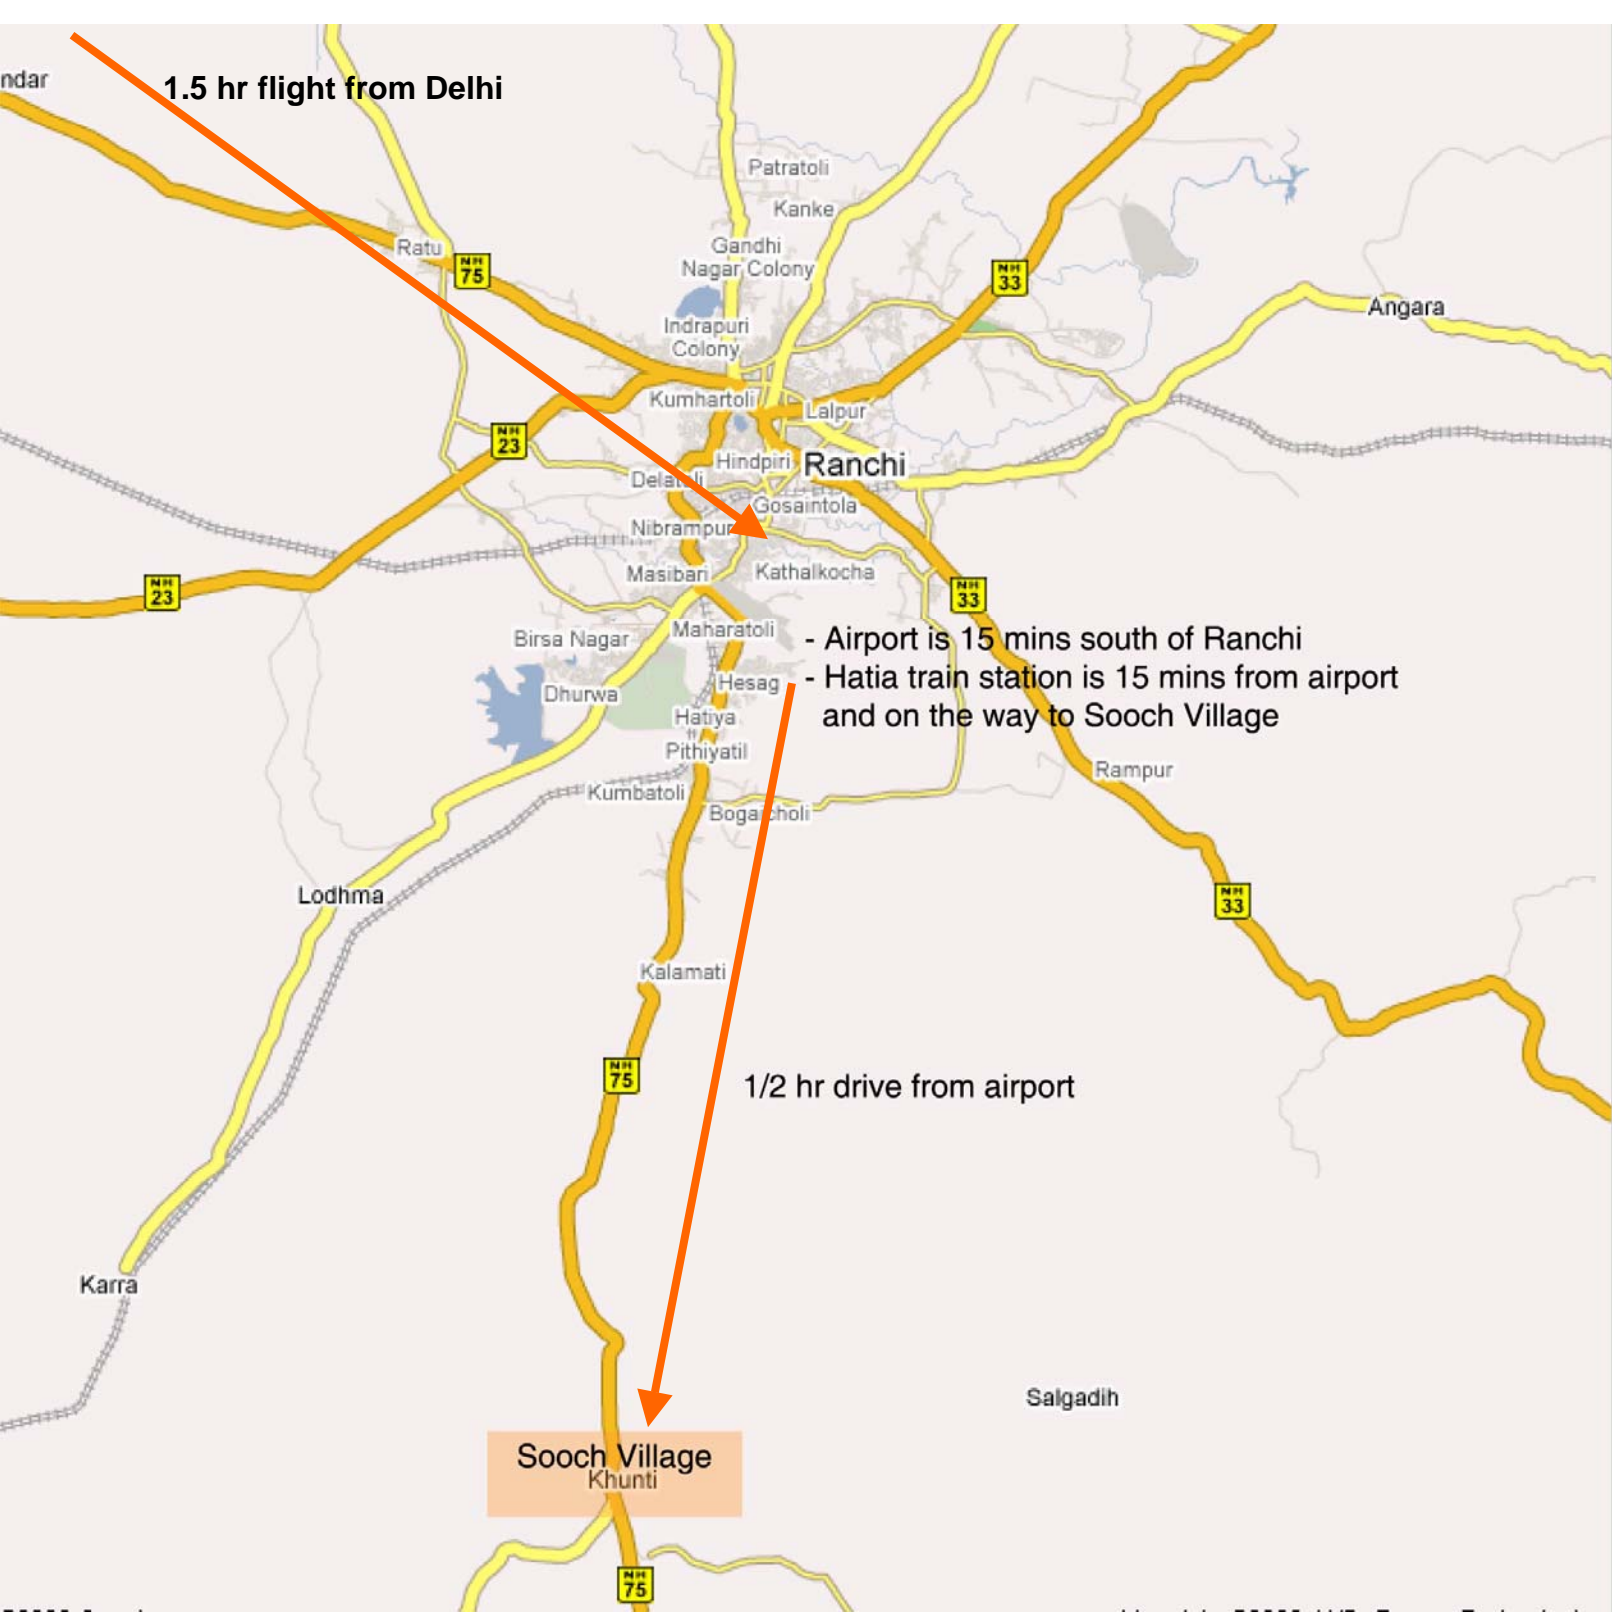 1.5 hr flight from Delhi
ndar
Patratoli
Kanke
Ratu
Gandhi
Nagar Colony
NH
75
NH
33
Angara
Indrapuri
Colony
Kumhartoli
Lalpur
NH
23
Hindpiri
Ranchi
Gosaintola
Nibrampur
Masibari
Kathalkocha
NH
23
NH
33
Birsa Nagar
Maharatoli
- Airport is 15 mins south of Ranchi
- Hatia train station is 15 mins from airport
and on the way to Sooch Village
Hesag
Dhurwa
Hatiya
Pithiyatil
Rampur
Kumbatoli
Lodhma
NH
33
Kalamati
NH
75
1/2 hr drive from airport
Karra
Salgadih
Sooch Village
Khunti
NH
75